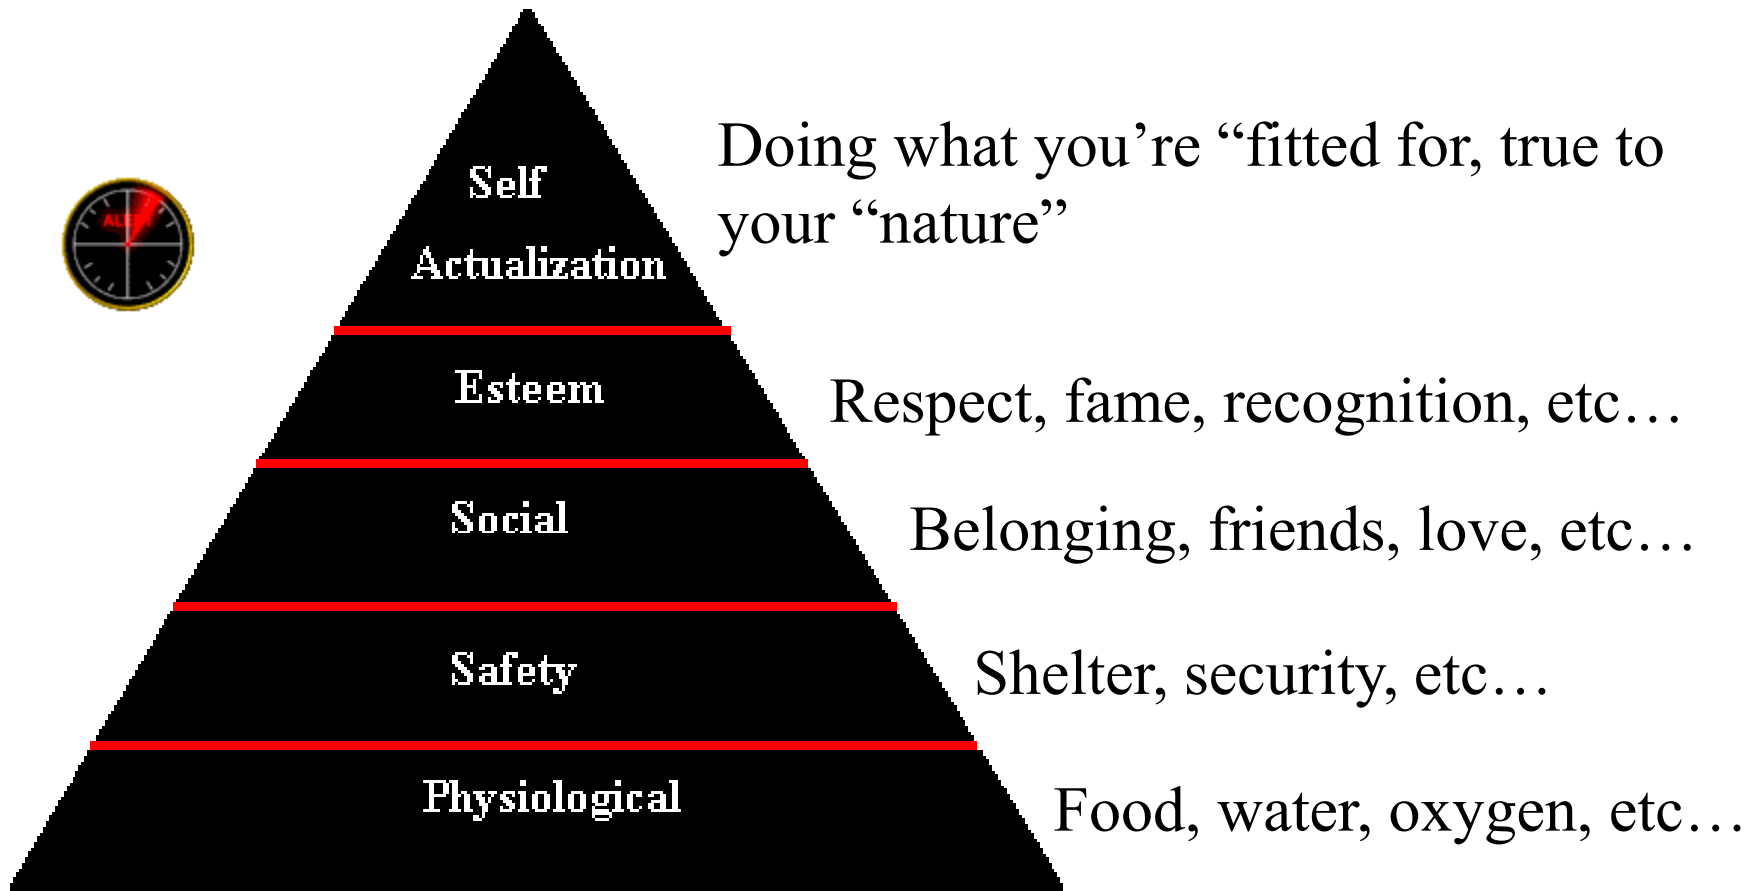 Self
Actualization
Doing what you’re “fitted for, true to
your “nature”
Esteem
Respect, fame, recognition, etc…
Social
Belonging, friends, love, etc…
Safety
Shelter, security, etc…
Physiological
Food, water, oxygen, etc…